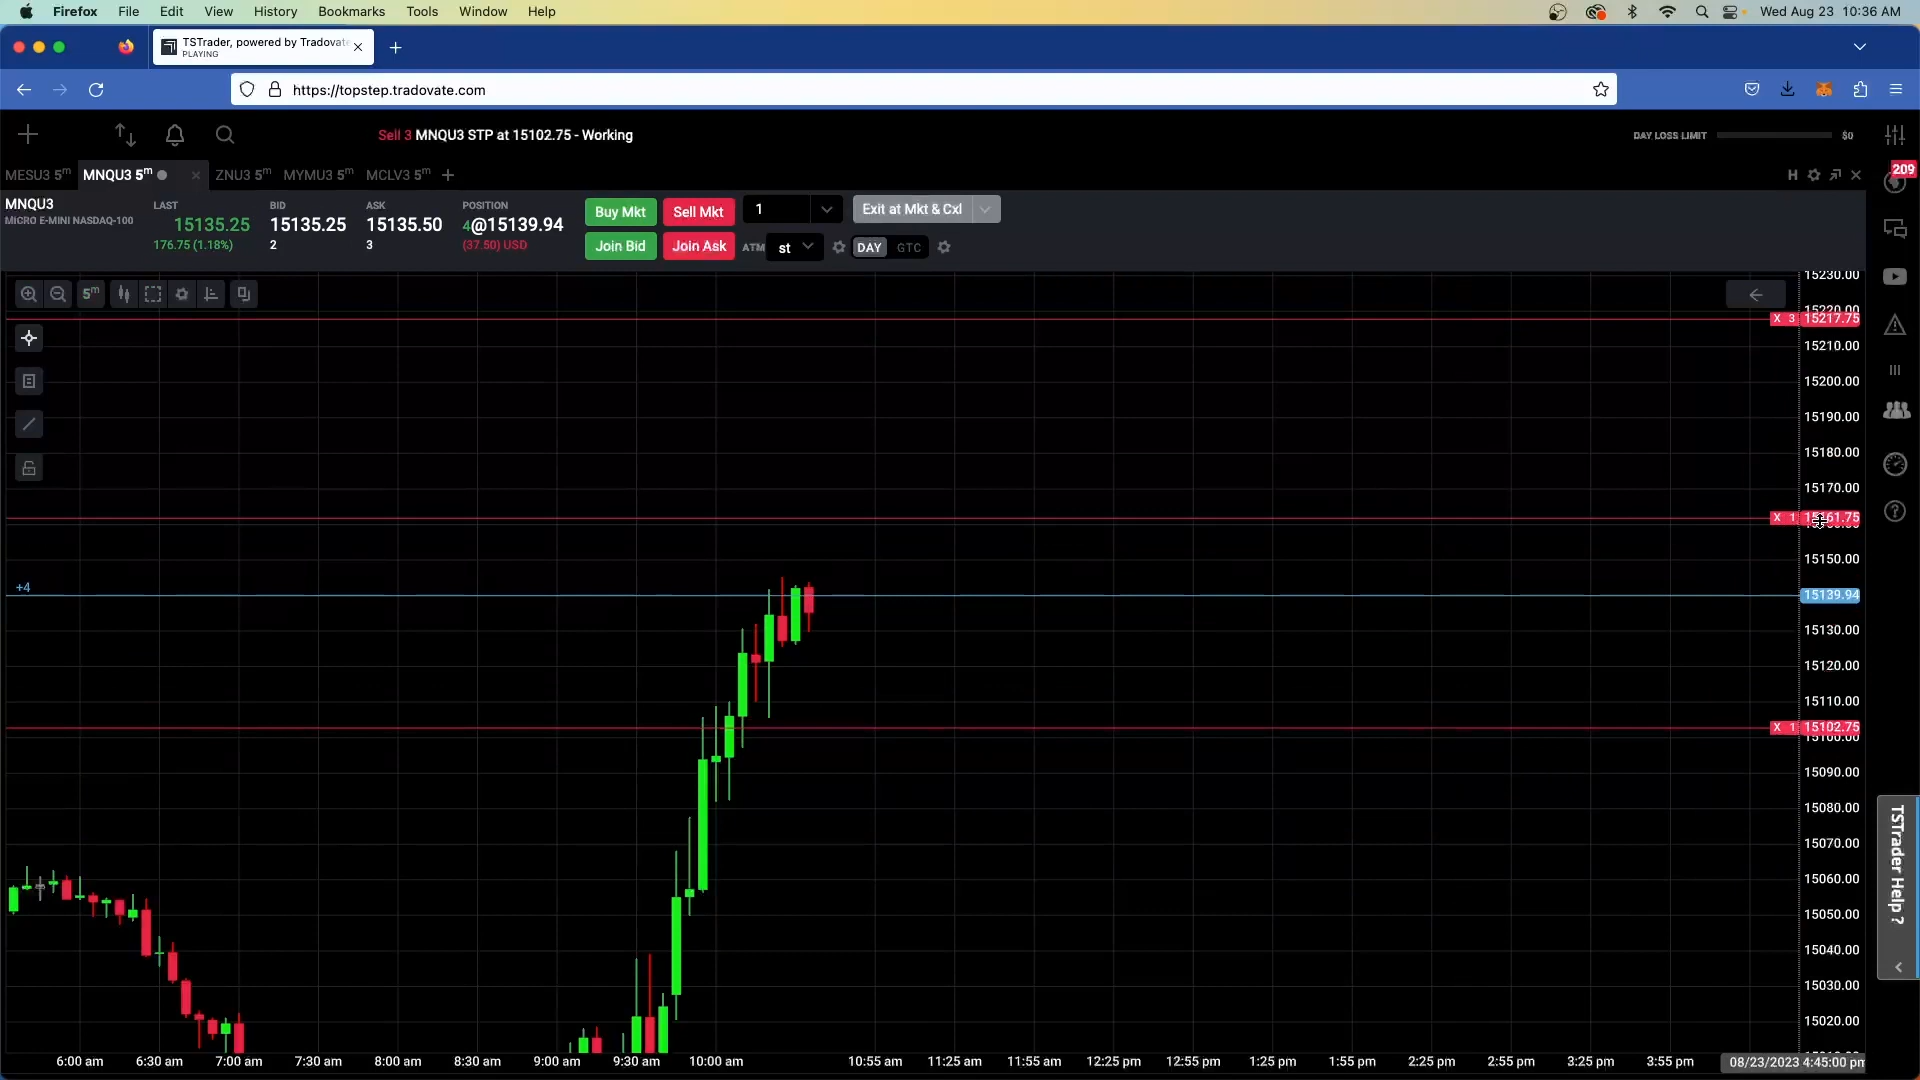 Firefox File Edit View History Bookmarks Tools Window Help Wed Aug 23 10:36 AM
TSTrader, powered by Tradovate
PLAYING
https://topstep.tradovate.com
Sell 3 MNQU3 STP at 15102.75 - Working
DAY LOSS LIMIT $0
209
MESU3 5m MNQU3 5m ZNU3 5m MYMU3 5m MCLV3 5m
H
MNQU3
MICRO E-MINI NASDAQ-100
LAST
15135.25
176.75 (1.18%)
BID
15135.25
2
ASK
15135.50
3
POSITION
4@15139.94
(37.50) USD
Buy Mkt Sell Mkt 1 Exit at Mkt & Cxl
Join Bid Join Ask ATM st DAY GTC
5m
15230.00
15220.00
X 3 15217.75
15210.00
15200.00
15190.00
15180.00
15170.00
X 1 15161.75
15150.00
+4
15139.94
15130.00
15120.00
15110.00
X 1 15102.75
15100.00
15090.00
15080.00
15070.00
15060.00
15050.00
15040.00
15030.00
15020.00
TSTrader Help ?
6:00 am 6:30 am 7:00 am 7:30 am 8:00 am 8:30 am 9:00 am 9:30 am 10:00 am 10:55 am 11:25 am 11:55 am 12:25 pm 12:55 pm 1:25 pm 1:55 pm 2:25 pm 2:55 pm 3:25 pm 3:55 pm 08/23/2023 4:45:00 pm